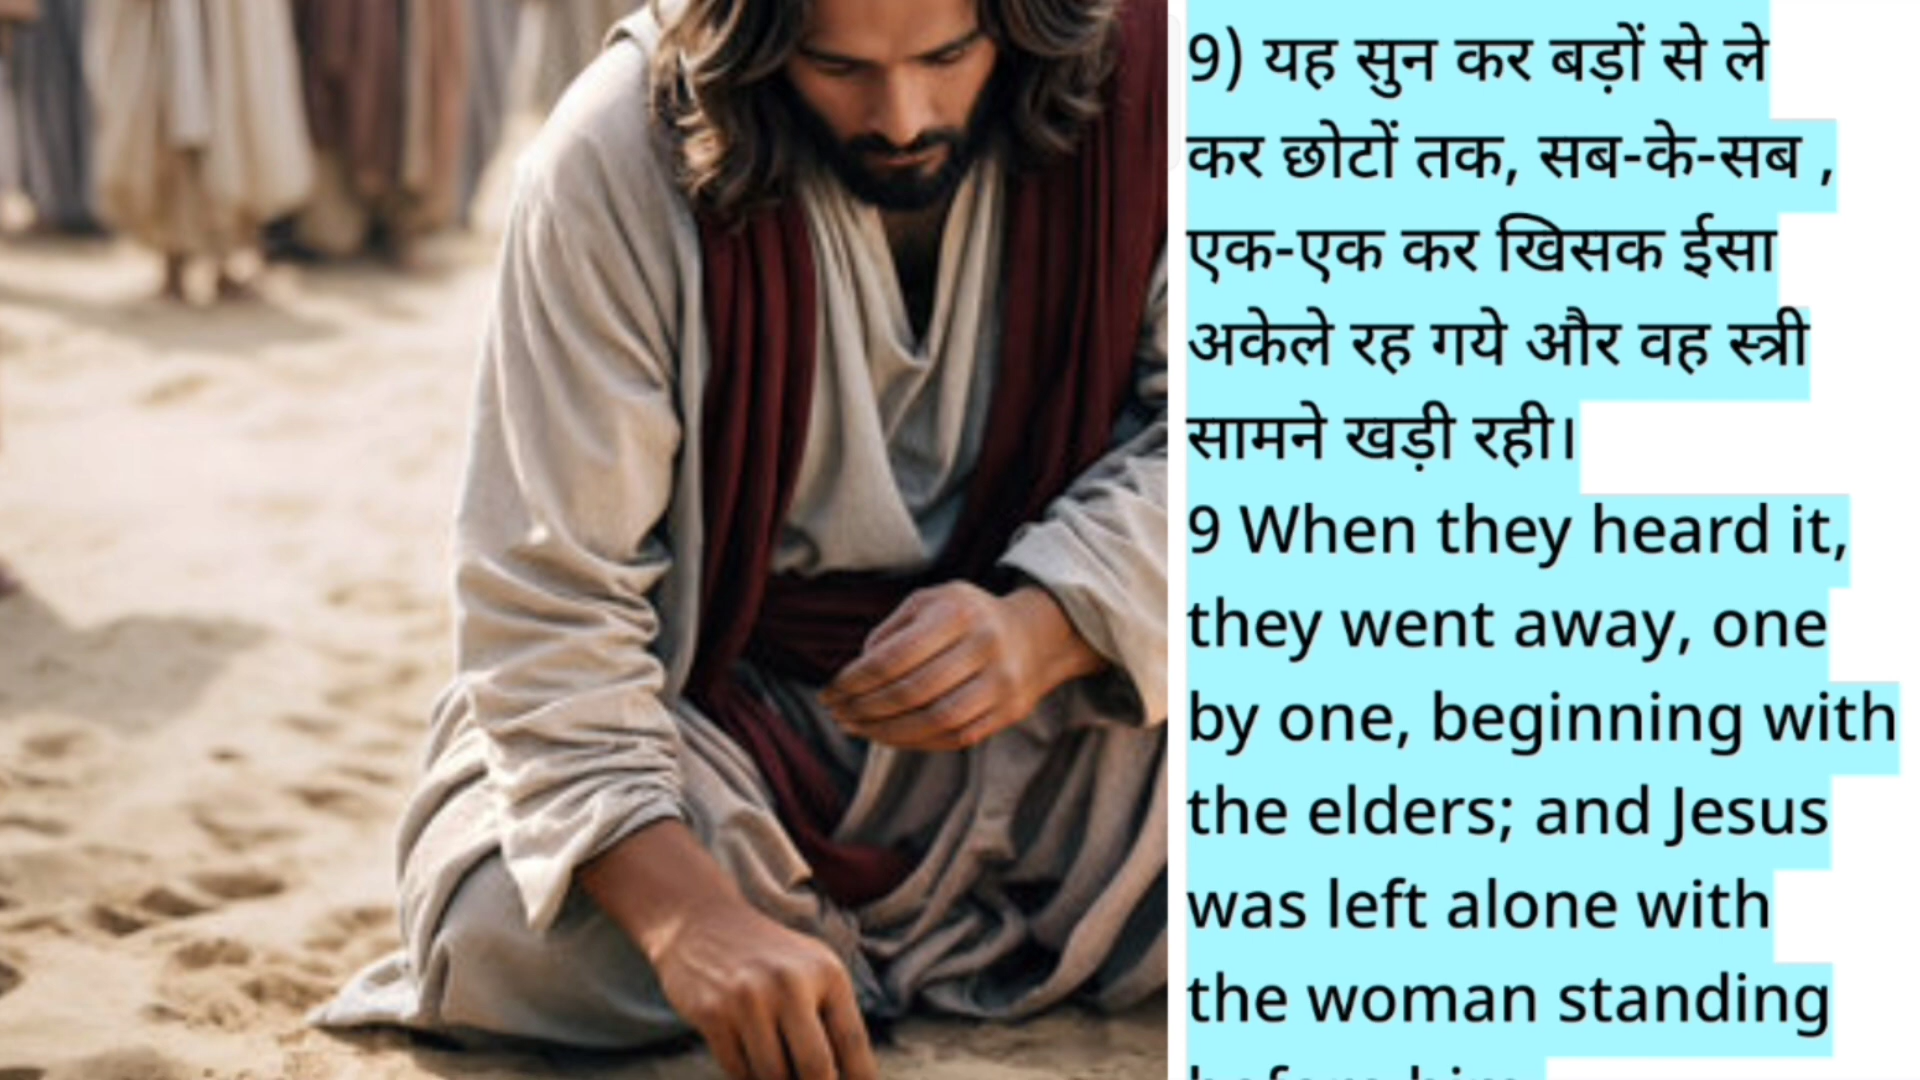 9) यह सुन कर बड़ों से ले
कर छोटों तक, सब-के-सब ,
एक-एक कर खिसक ईसा
अकेले रह गये और वह स्त्री
सामने खड़ी रही।
9 When they heard it,
they went away, one
by one, beginning with
the elders; and Jesus
was left alone with
the woman standing
before him.